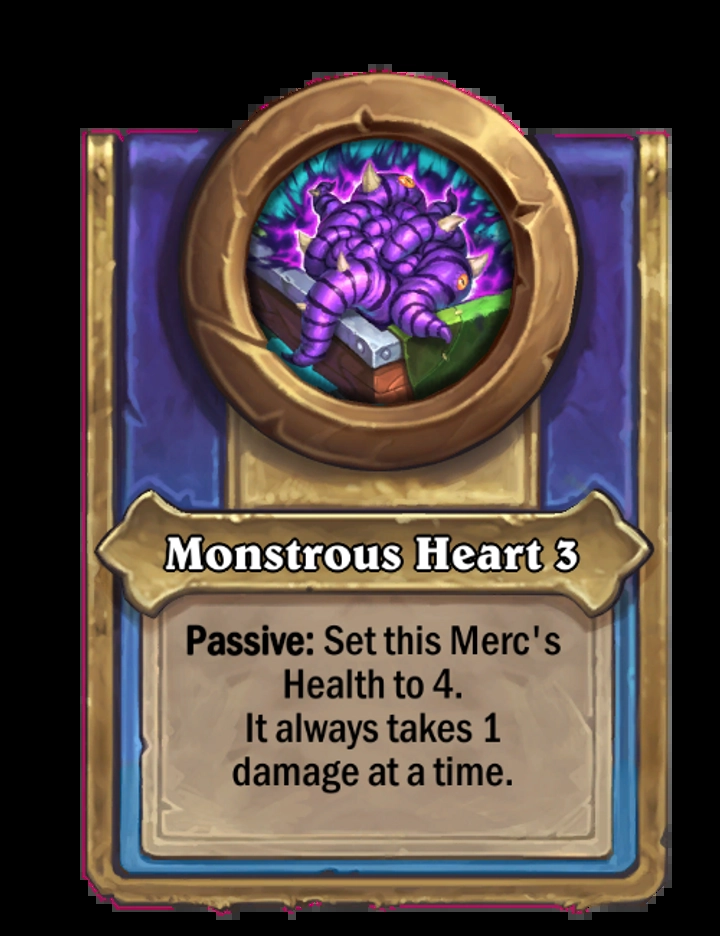 Monstrous Heart 3
Passive: Set this Merc's
Health to 4.
It always takes 1
damage at a time.